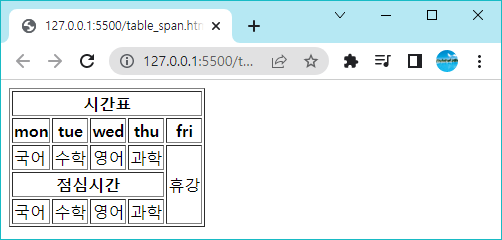 127.0.0.1:5500/table_span.htm
127.0.0.1:5500/t...
시간표
mon tue wed thu fri
국어 수학 영어 과학 휴강
점심시간
국어 수학 영어 과학